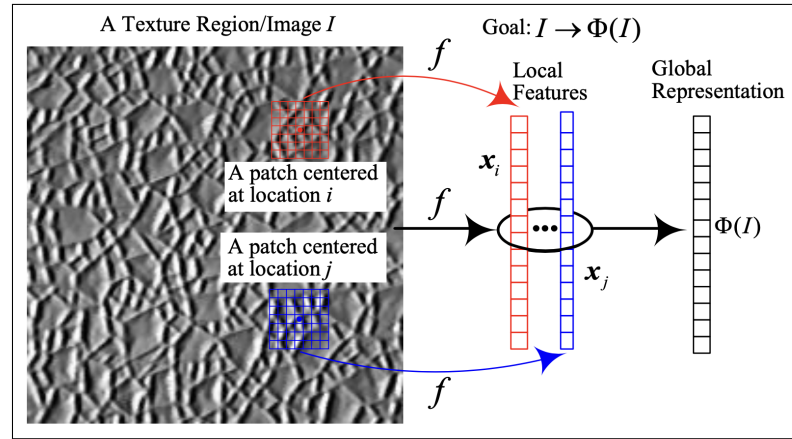 A Texture Region/Image I
Goal: I → Φ(I)
f
Local
Features
Global
Representation
x_i
A patch centered
at location i
f
...
Φ(I)
A patch centered
at location j
x_j
f